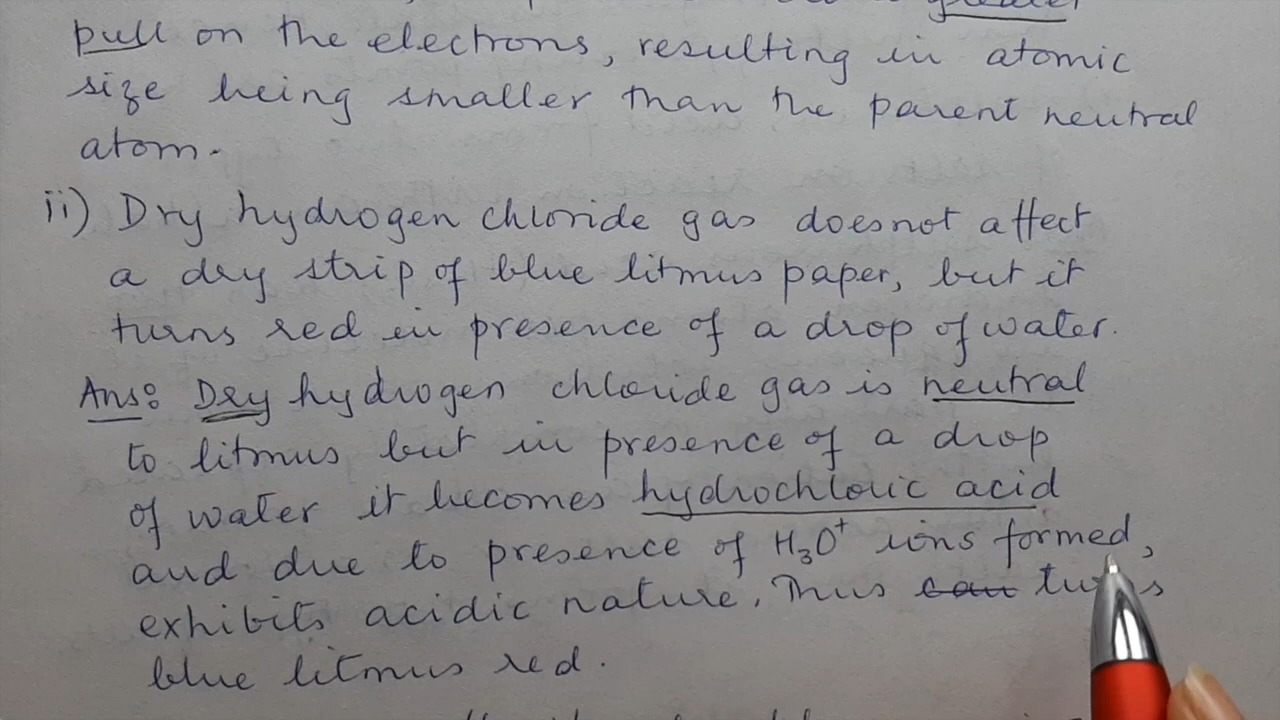 greater
pull on the electrons, resulting in atomic
size being smaller than the parent neutral
atom.
ii) Dry hydrogen chloride gas does not affect
a dry strip of blue litmus paper, but it
turns red in presence of a drop of water.
Ans: Dry hydrogen chloride gas is neutral
to litmus but in presence of a drop
of water it becomes hydrochloric acid
and due to presence of H₃O⁺ ions formed,
exhibits acidic nature. Thus can turns
blue litmus red.